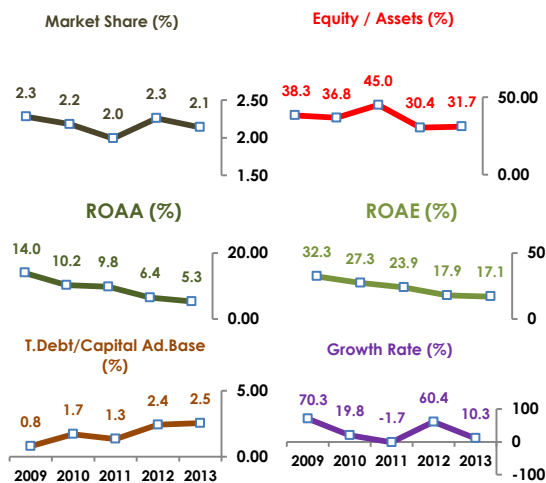 Market Share (%)
2.3 2.2 2.0 2.3 2.1
2.50
2.00
1.50
Equity / Assets (%)
38.3 36.8 45.0 30.4 31.7
50.00
0.00
ROAA (%)
14.0 10.2 9.8 6.4 5.3
20.00
0.00
ROAE (%)
32.3 27.3 23.9 17.9 17.1
50
0
T.Debt/Capital Ad.Base
(%)
0.8 1.7 1.3 2.4 2.5
5.00
0.00
2009 2010 2011 2012 2013
Growth Rate (%)
70.3 19.8 -1.7 60.4 10.3
100
0
-100
2009 2010 2011 2012 2013